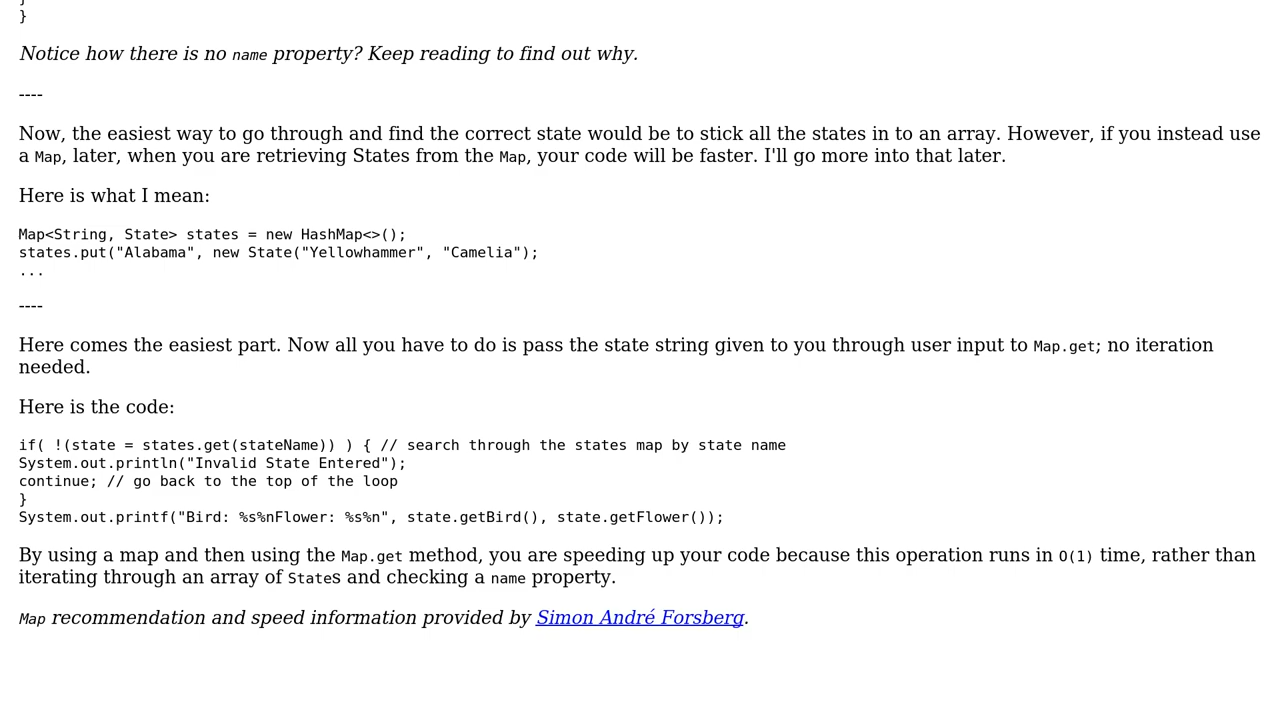 }
Notice how there is no name property? Keep reading to find out why.
----
Now, the easiest way to go through and find the correct state would be to stick all the states in to an array. However, if you instead use
a Map, later, when you are retrieving States from the Map, your code will be faster. I'll go more into that later.
Here is what I mean:
Map<String, State> states = new HashMap<>();
states.put("Alabama", new State("Yellowhammer", "Camelia");
...
----
Here comes the easiest part. Now all you have to do is pass the state string given to you through user input to Map.get; no iteration
needed.
Here is the code:
if( !(state = states.get(stateName)) ) { // search through the states map by state name
System.out.println("Invalid State Entered");
continue; // go back to the top of the loop
}
System.out.printf("Bird: %s%nFlower: %s%n", state.getBird(), state.getFlower());
By using a map and then using the Map.get method, you are speeding up your code because this operation runs in O(1) time, rather than
iterating through an array of States and checking a name property.
Map recommendation and speed information provided by Simon André Forsberg.